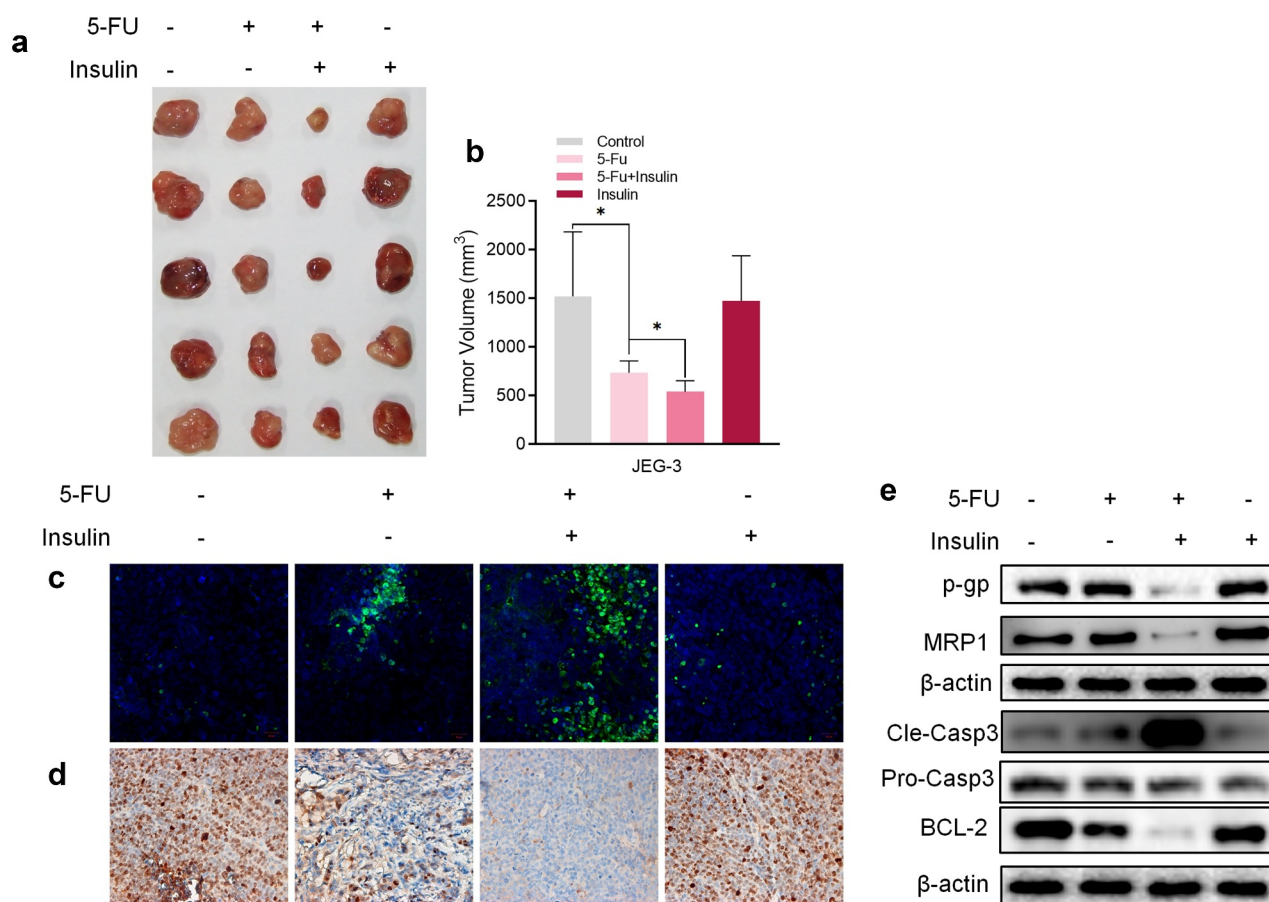 a
5-FU - + + -
Insulin - - + +
b
Control
5-Fu
5-Fu+Insulin
Insulin
Tumor Volume (mm³)
2500
2000
1500
1000
500
0
*
*
JEG-3
5-FU - + + -
Insulin - - + +
c
d
e
5-FU - + + -
Insulin - - + +
p-gp
MRP1
β-actin
Cle-Casp3
Pro-Casp3
BCL-2
β-actin